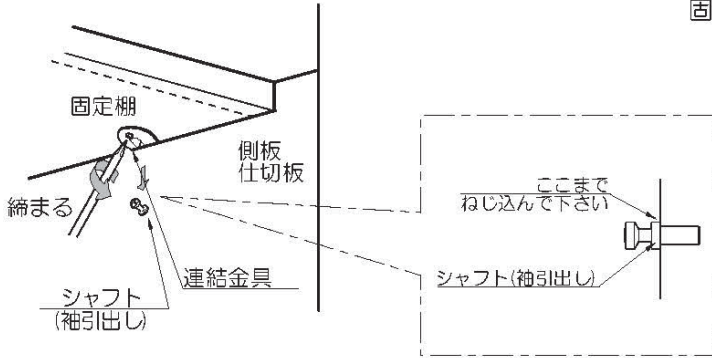 固
固定棚
側板
仕切板
締まる
連結金具
シャフト
(袖引出し)
ここまで
ねじ込んで下さい
シャフト(袖引出し)